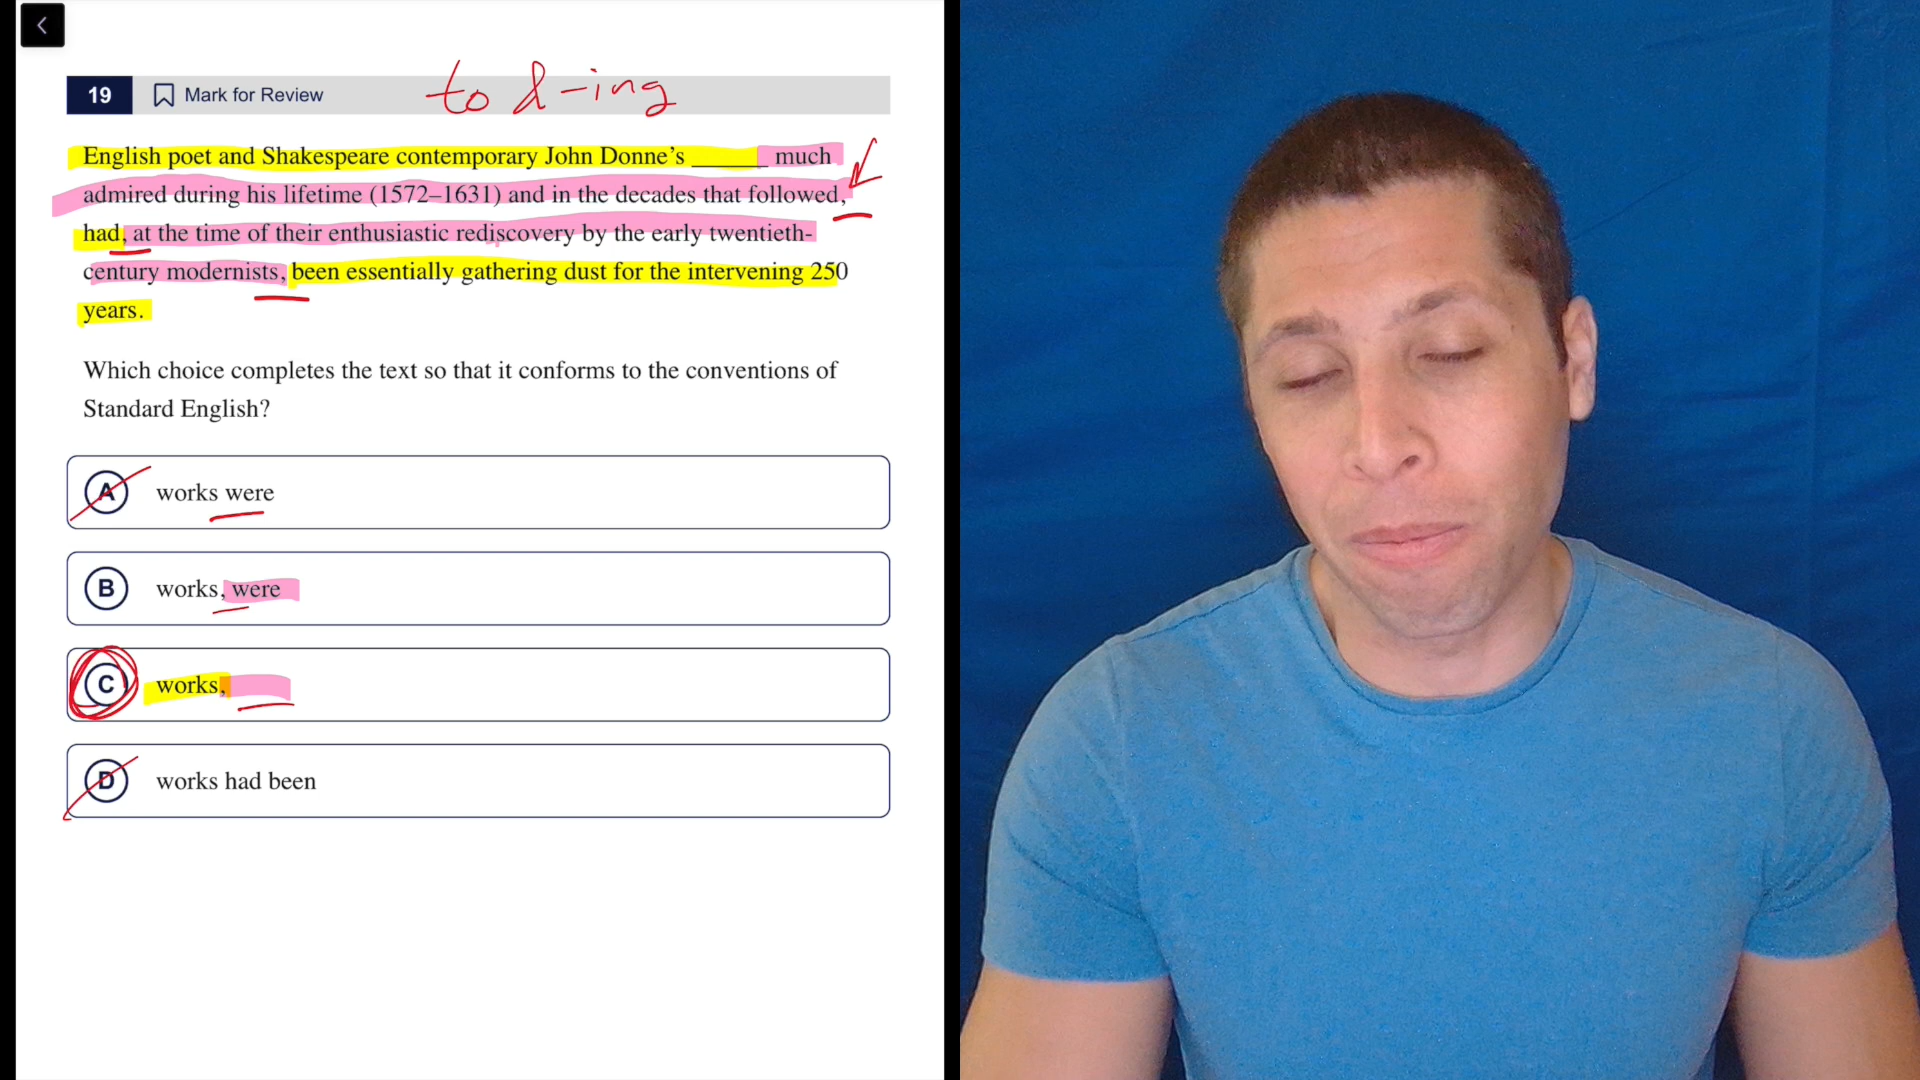 19 Mark for Review to & -ing
English poet and Shakespeare contemporary John Donne’s ______ much
admired during his lifetime (1572–1631) and in the decades that followed,
had, at the time of their enthusiastic rediscovery by the early twentieth-
century modernists, been essentially gathering dust for the intervening 250
years.
Which choice completes the text so that it conforms to the conventions of
Standard English?
A works were
B works, were
C works,
D works had been